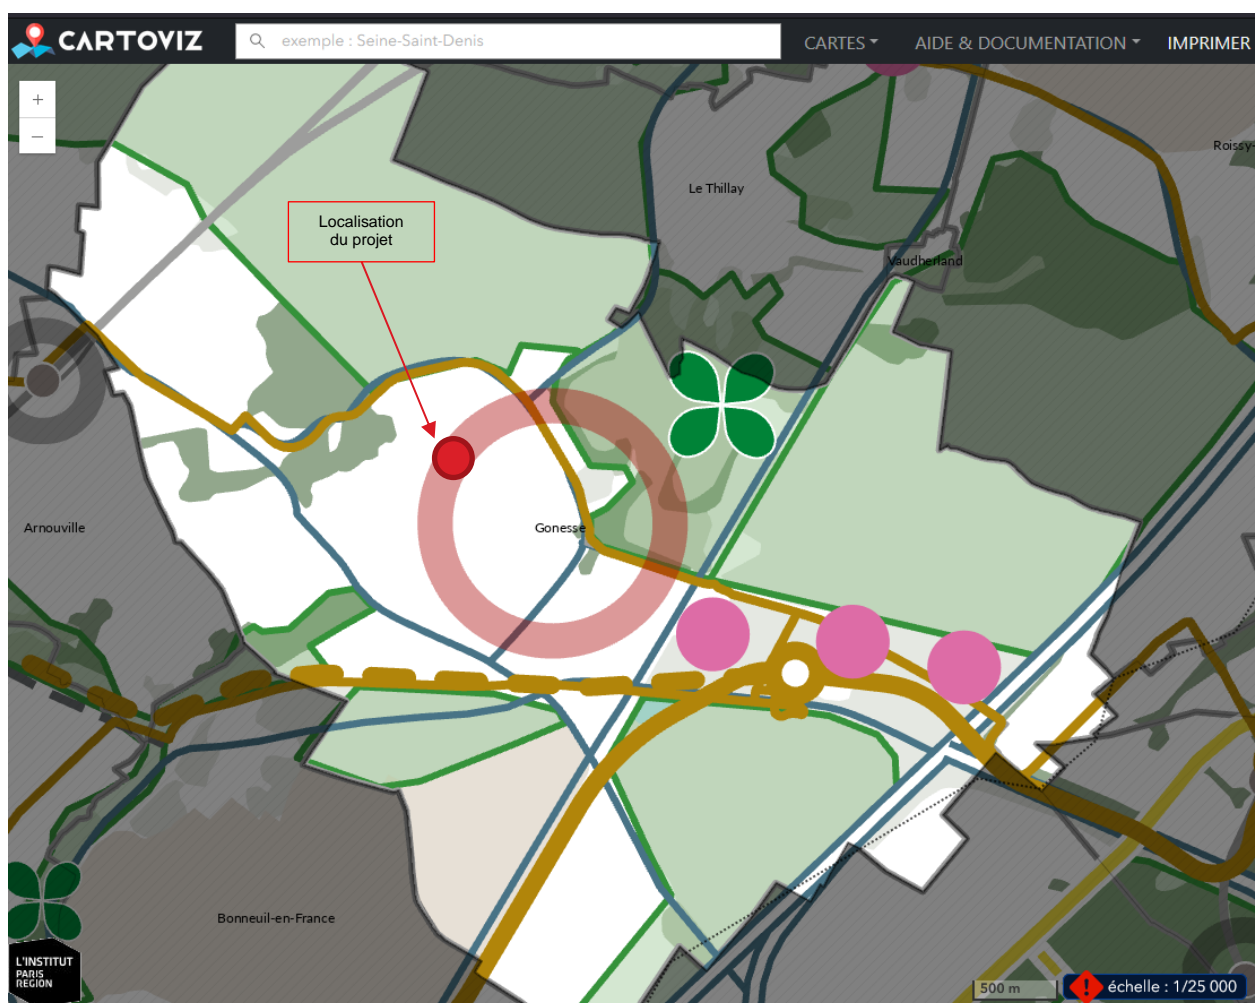 CARTOVIZ
exemple : Seine-Saint-Denis
CARTES
AIDE & DOCUMENTATION
IMPRIMER
+
−
Roissy-
Le Thillay
Localisation
du projet
Vaudherland
Arnouville
Gonesse
Bonneuil-en-France
L'INSTITUT
PARIS
REGION
500 m
! échelle : 1/25 000